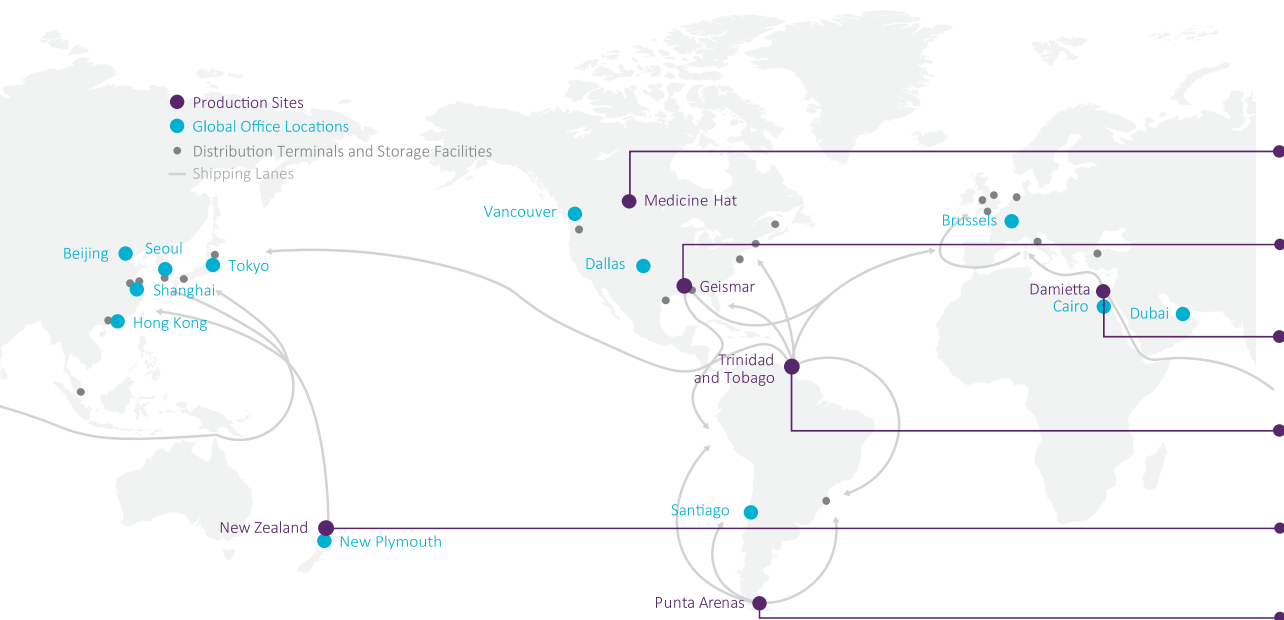 Production Sites
Global Office Locations
Distribution Terminals and Storage Facilities
Shipping Lanes
Medicine Hat
Vancouver
Brussels
Beijing
Seoul
Tokyo
Dallas
Geismar
Shanghai
Damietta
Cairo
Dubai
Hong Kong
Trinidad
and Tobago
Santiago
New Zealand
New Plymouth
Punta Arenas